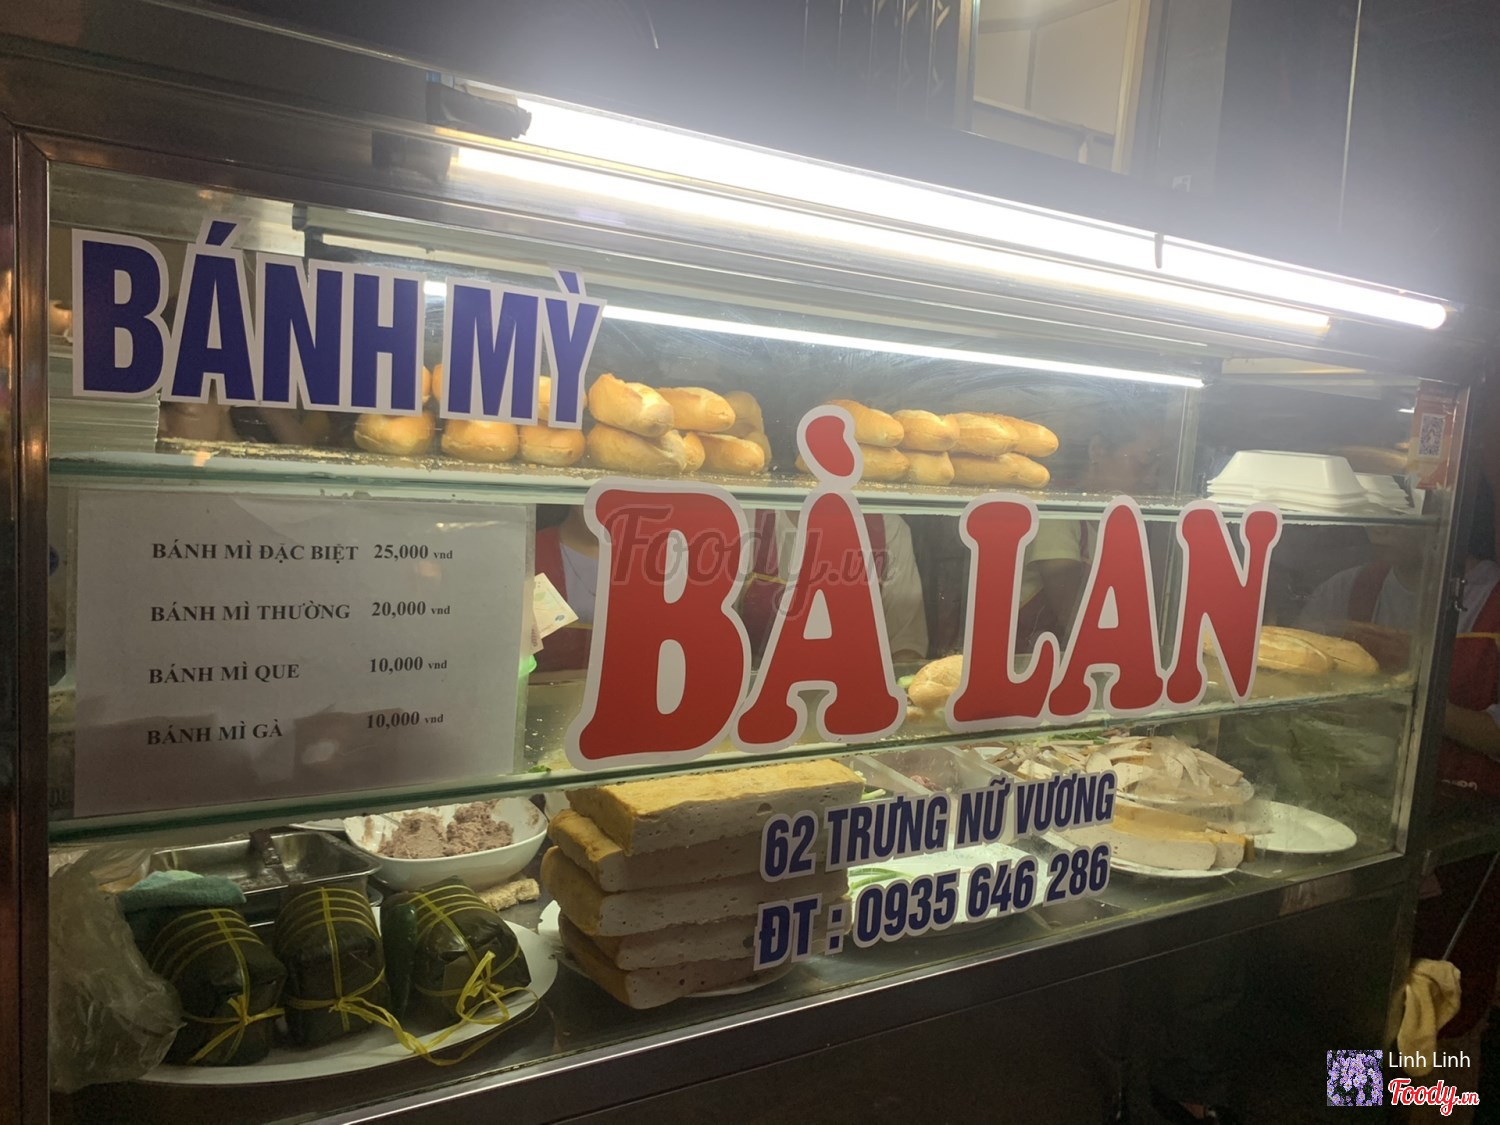 BÁNH MỲ
BÀ LAN
BÁNH MÌ ĐẶC BIỆT 25,000 vnd
BÁNH MÌ THƯỜNG 20,000 vnd
BÁNH MÌ QUE 10,000 vnd
BÁNH MÌ GÀ 10,000 vnd
62 TRƯNG NỮ VƯƠNG
ĐT : 0935 646 286
Foody.vn
Linh Linh
Foody.vn